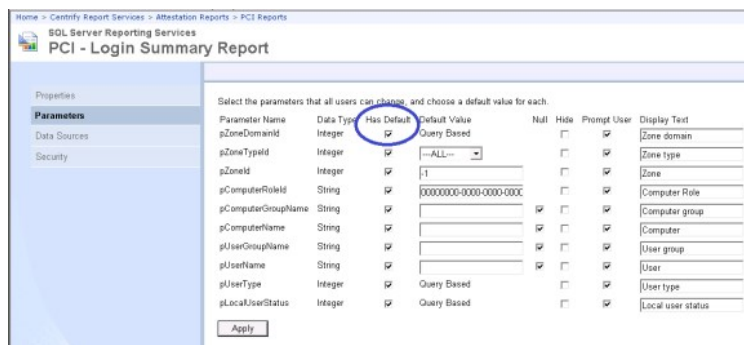 Home > Centrify Report Services > Attestation Reports > PCI Reports
SQL Server Reporting Services
PCI - Login Summary Report
Properties
Parameters
Data Sources
Security
Select the parameters that all users can change, and choose a default value for each.
Parameter Name Data Type Has Default Default Value Null Hide Prompt User Display Text
pZoneDomainId Integer Query Based Zone domain
pZoneTypeId Integer ---ALL--- Zone type
pZoneId Integer -1 Zone
pComputerRoleId String 00000000-0000-0000-000C Computer Role
pComputerGroupName String Computer group
pComputerName String Computer
pUserGroupName String User group
pUserName String User
pUserType Integer Query Based User type
pLocalUserStatus Integer Query Based Local user status
Apply